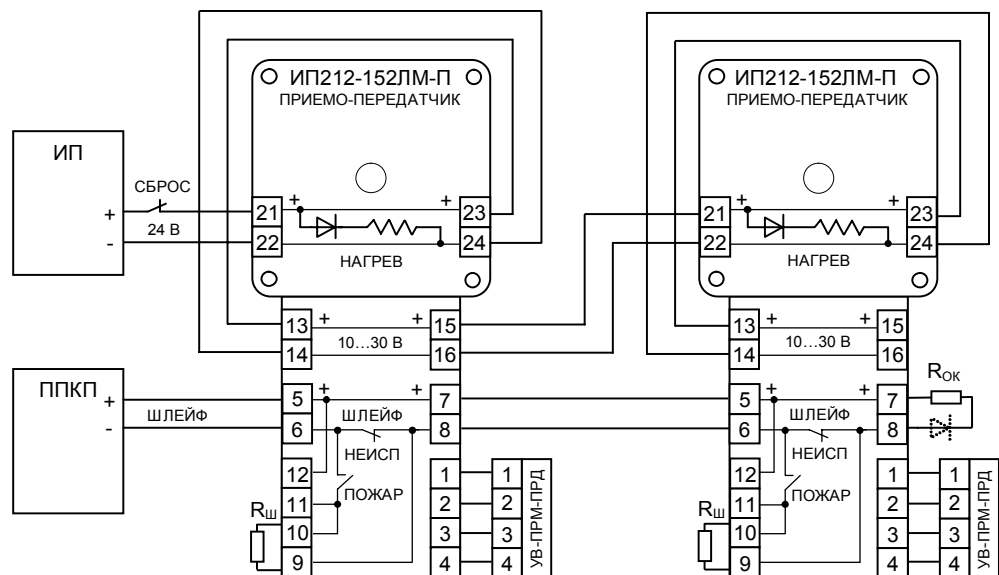 ИП212-152ЛМ-П
ПРИЕМО-ПЕРЕДАТЧИК
ИП212-152ЛМ-П
ПРИЕМО-ПЕРЕДАТЧИК
ИП
+
-
СБРОС
24 В
21
22
+
+
23
24
НАГРЕВ
21
22
+
+
23
24
НАГРЕВ
13
14
+
+
10...30 В
15
16
13
14
+
+
10...30 В
15
16
ППКП
+
-
ШЛЕЙФ
5
6
+
+
7
8
ШЛЕЙФ
НЕИСП
ПОЖАР
12
11
10
9
RШ
1
2
3
4
1
2
3
4
УВ-ПРМ-ПРД
5
6
+
+
7
8
ШЛЕЙФ
НЕИСП
ПОЖАР
RОК
12
11
10
9
RШ
1
2
3
4
1
2
3
4
УВ-ПРМ-ПРД